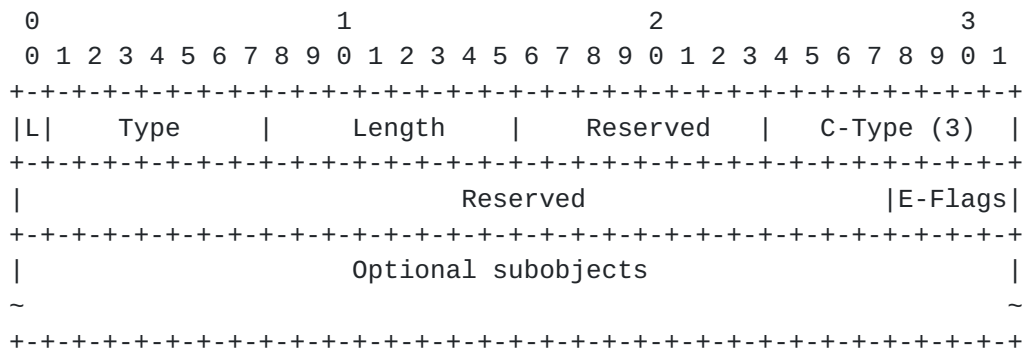 0                   1                   2                   3
 0 1 2 3 4 5 6 7 8 9 0 1 2 3 4 5 6 7 8 9 0 1 2 3 4 5 6 7 8 9 0 1
+-+-+-+-+-+-+-+-+-+-+-+-+-+-+-+-+-+-+-+-+-+-+-+-+-+-+-+-+-+-+-+-+
|L|    Type     |     Length    |    Reserved   |   C-Type (3)  |
+-+-+-+-+-+-+-+-+-+-+-+-+-+-+-+-+-+-+-+-+-+-+-+-+-+-+-+-+-+-+-+-+
|                            Reserved                   |E-Flags|
+-+-+-+-+-+-+-+-+-+-+-+-+-+-+-+-+-+-+-+-+-+-+-+-+-+-+-+-+-+-+-+-+
|                     Optional subobjects                       |
~                                                               ~
+-+-+-+-+-+-+-+-+-+-+-+-+-+-+-+-+-+-+-+-+-+-+-+-+-+-+-+-+-+-+-+-+